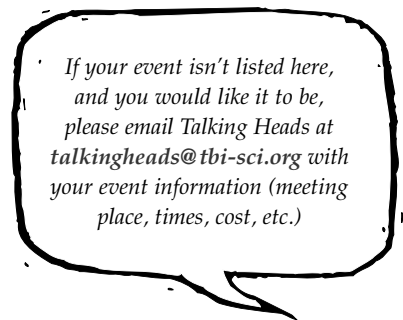 If your event isn't listed here,
and you would like it to be,
please email Talking Heads at
talkingheads@tbi-sci.org with
your event information (meeting
place, times, cost, etc.)